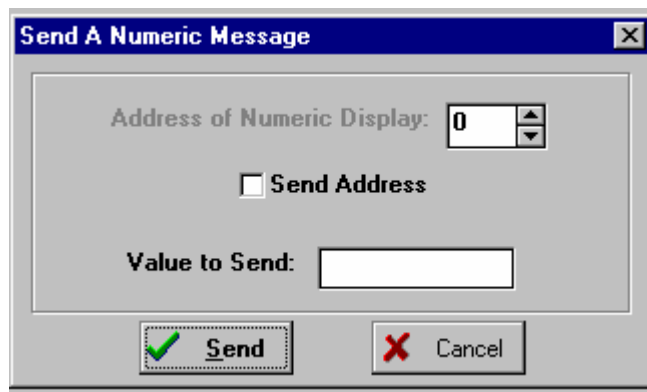 Send A Numeric Message
Address of Numeric Display: 0
Send Address
Value to Send:
Send Cancel